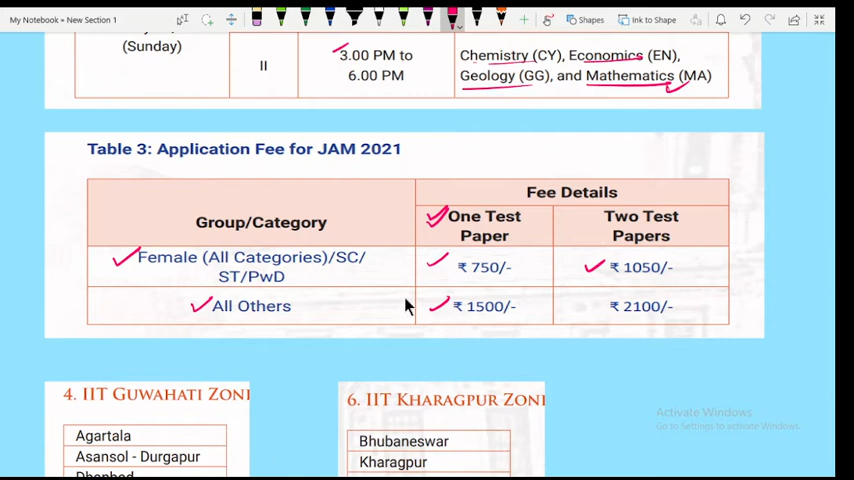 My Notebook » New Section 1
Shapes
Ink to Shape
(Sunday)
II
3.00 PM to
6.00 PM
Chemistry (CY), Economics (EN),
Geology (GG), and Mathematics (MA)
Table 3: Application Fee for JAM 2021
Group/Category
Fee Details
One Test
Paper
Two Test
Papers
Female (All Categories)/SC/
ST/PwD
₹ 750/-
₹ 1050/-
All Others
₹ 1500/-
₹ 2100/-
4. IIT GUWAHATI ZON
6. IIT KHARAGPUR ZON
Agartala
Asansol - Durgapur
Dhanbad
Bhubaneswar
Kharagpur
Activate Windows
Go to Settings to activate Windows.